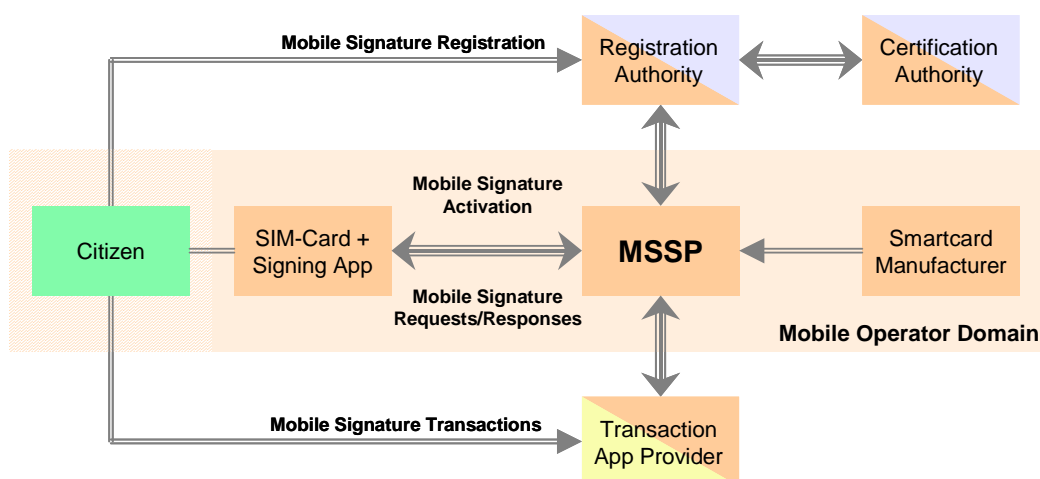 Mobile Signature Registration
Registration
Authority
Certification
Authority
Mobile Signature
Activation
Citizen
SIM-Card +
Signing App
MSSP
Smartcard
Manufacturer
Mobile Signature
Requests/Responses
Mobile Operator Domain
Mobile Signature Transactions
Transaction
App Provider